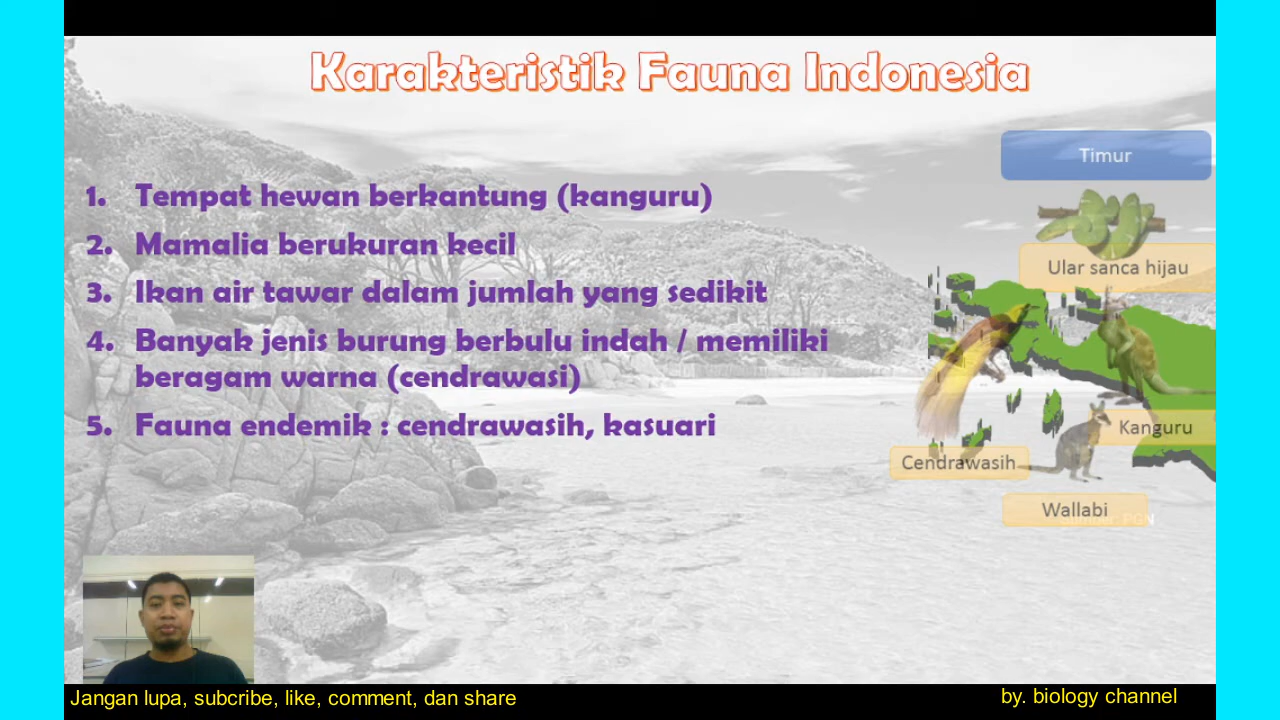 Karakteristik Fauna Indonesia
Timur
1. Tempat hewan berkantung (kanguru)
2. Mamalia berukuran kecil
3. Ikan air tawar dalam jumlah yang sedikit
4. Banyak jenis burung berbulu indah / memiliki
beragam warna (cendrawasi)
5. Fauna endemik : cendrawasih, kasuari
Ular sanca hijau
Kanguru
Cendrawasih
Wallabi
Sumber: PGN
Jangan lupa, subcribe, like, comment, dan share
by. biology channel